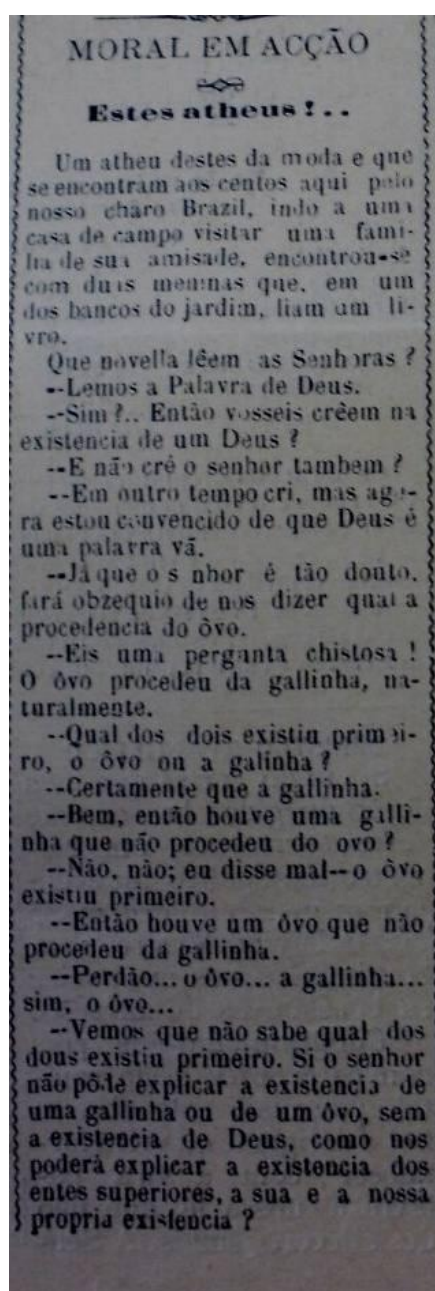 MORAL EM ACÇÃO
Estes atheus!..
Um atheu destes da moda e que
se encontram aos centos aqui pelo
nosso charo Brazil, indo a uma
casa de campo visitar uma fami-
lia de sua amisade, encontrou-se
com duas meninas que, em um
dos bancos do jardim, liam um li-
vro.
Que novella lêem as Senhoras ?
--Lemos a Palavra de Deus.
--Sim ?.. Então vosseis crêem na
existencia de um Deus ?
--E não crê o senhor tambem ?
--Em outro tempo cri, mas ago-
ra estou convencido de que Deus é
uma palavra vã.
--Já que o s nhor é tão douto,
fará obzequio de nos dizer qual a
procedencia do ôvo.
--Eis uma pergunta chistosa !
O ôvo procedeu da gallinha, na-
turalmente.
--Qual dos dois existiu primei-
ro, o ôvo ou a galinha ?
--Certamente que a gallinha.
--Bem, então houve uma galli-
nha que não procedeu do ovo ?
--Não, não; eu disse mal--o ôvo
existiu primeiro.
--Então houve um ôvo que não
procedeu da gallinha.
--Perdão... o ôvo... a gallinha...
sim, o ôvo...
--Vemos que não sabe qual dos
dous existiu primeiro. Si o senhor
não pôde explicar a existencia de
uma gallinha ou de um ôvo, sem
a existencia de Deus, como nos
poderá explicar a existencia dos
entes superiores, a sua e a nossa
propria existencia ?